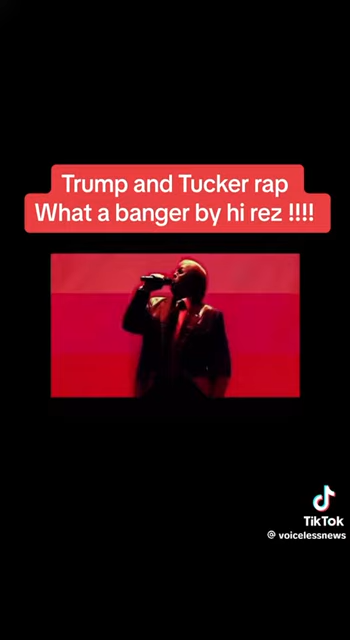 Trump and Tucker rap
What a banger by hi rez !!!!
TikTok
@ voicelessnews